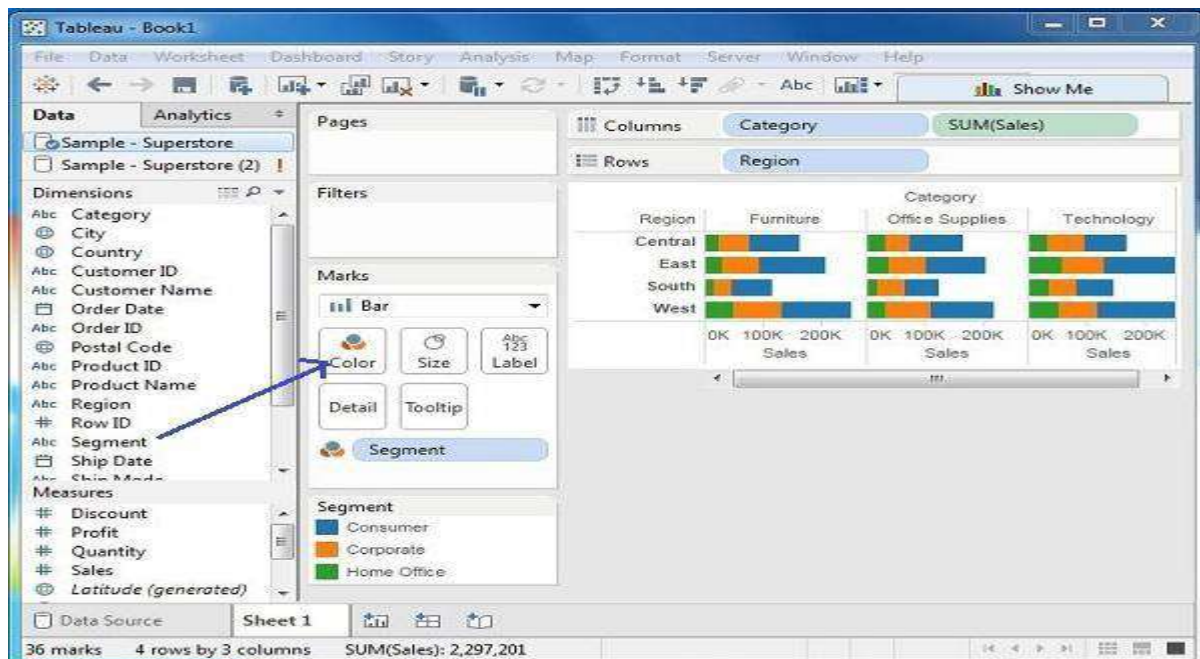 Tableau - Book1
File Data Worksheet Dashboard Story Analysis Map Format Server Window Help
Abc Show Me
Data Analytics
Sample - Superstore
Sample - Superstore (2) !
Dimensions
Abc Category
City
Country
Abc Customer ID
Abc Customer Name
Order Date
Abc Order ID
Postal Code
Abc Product ID
Abc Product Name
Abc Region
# Row ID
Abc Segment
Ship Date
Abc Ship Mode
Measures
# Discount
# Profit
# Quantity
# Sales
Latitude (generated)
Pages
Filters
Marks
Bar
Color Size Abc 123 Label
Detail Tooltip
Segment
Segment
Consumer
Corporate
Home Office
Columns Category SUM(Sales)
Rows Region
Category
Region Furniture Office Supplies Technology
Central
East
South
West
0K 100K 200K 0K 100K 200K 0K 100K 200K
Sales Sales Sales
Data Source Sheet 1
36 marks 4 rows by 3 columns SUM(Sales): 2,297,201